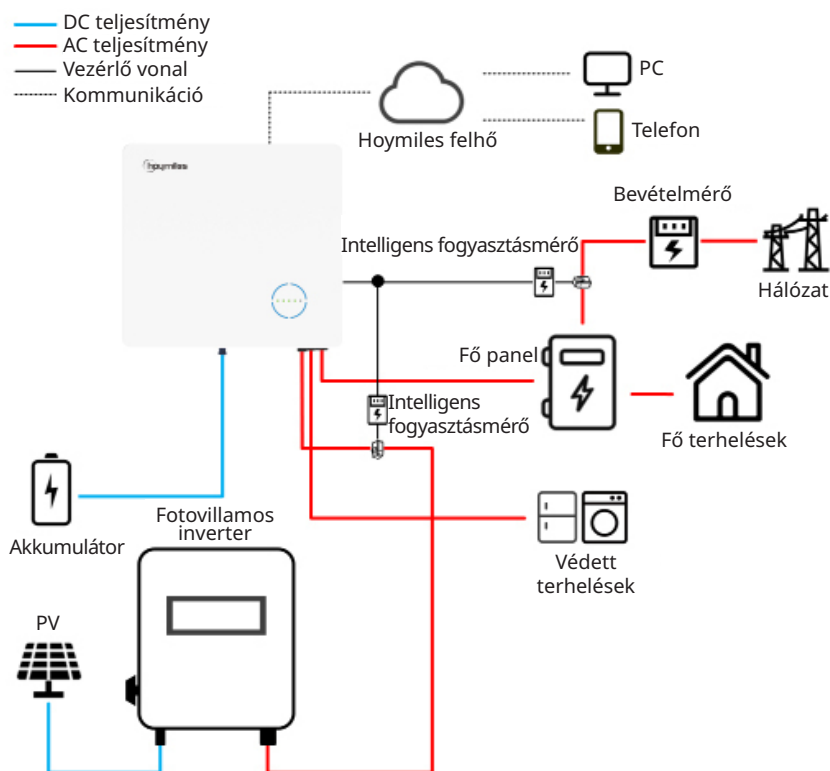 DC teljesítmény
AC teljesítmény
Vezérlő vonal
Kommunikáció
PC
Hoymiles felhő
Telefon
hoymiles
Bevételmérő
Intelligens fogyasztásmérő
Hálózat
Fő panel
Intelligens
fogyasztásmérő
Fő terhelések
Akkumulátor
Fotovillamos
inverter
Védett
terhelések
PV